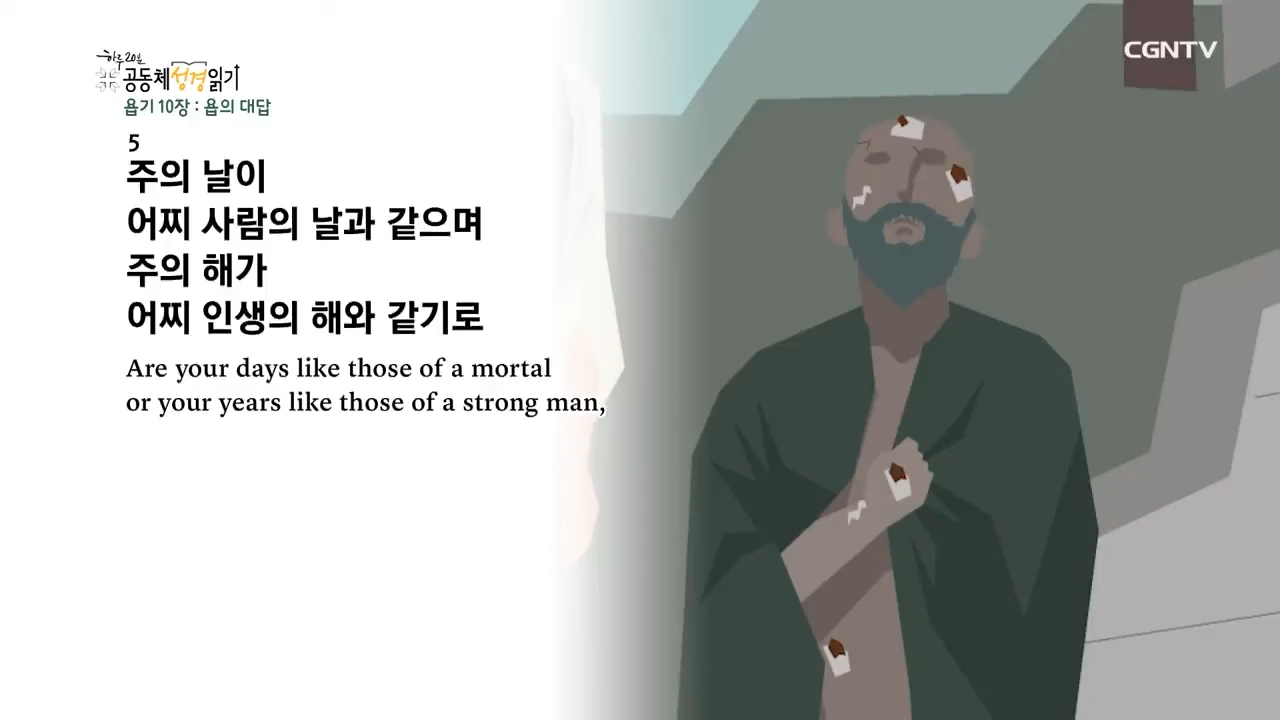 하루 20분
공동체성경읽기
욥기 10장 : 욥의 대답
CGNTV
5
주의 날이
어찌 사람의 날과 같으며
주의 해가
어찌 인생의 해와 같기로
Are your days like those of a mortal
or your years like those of a strong man,